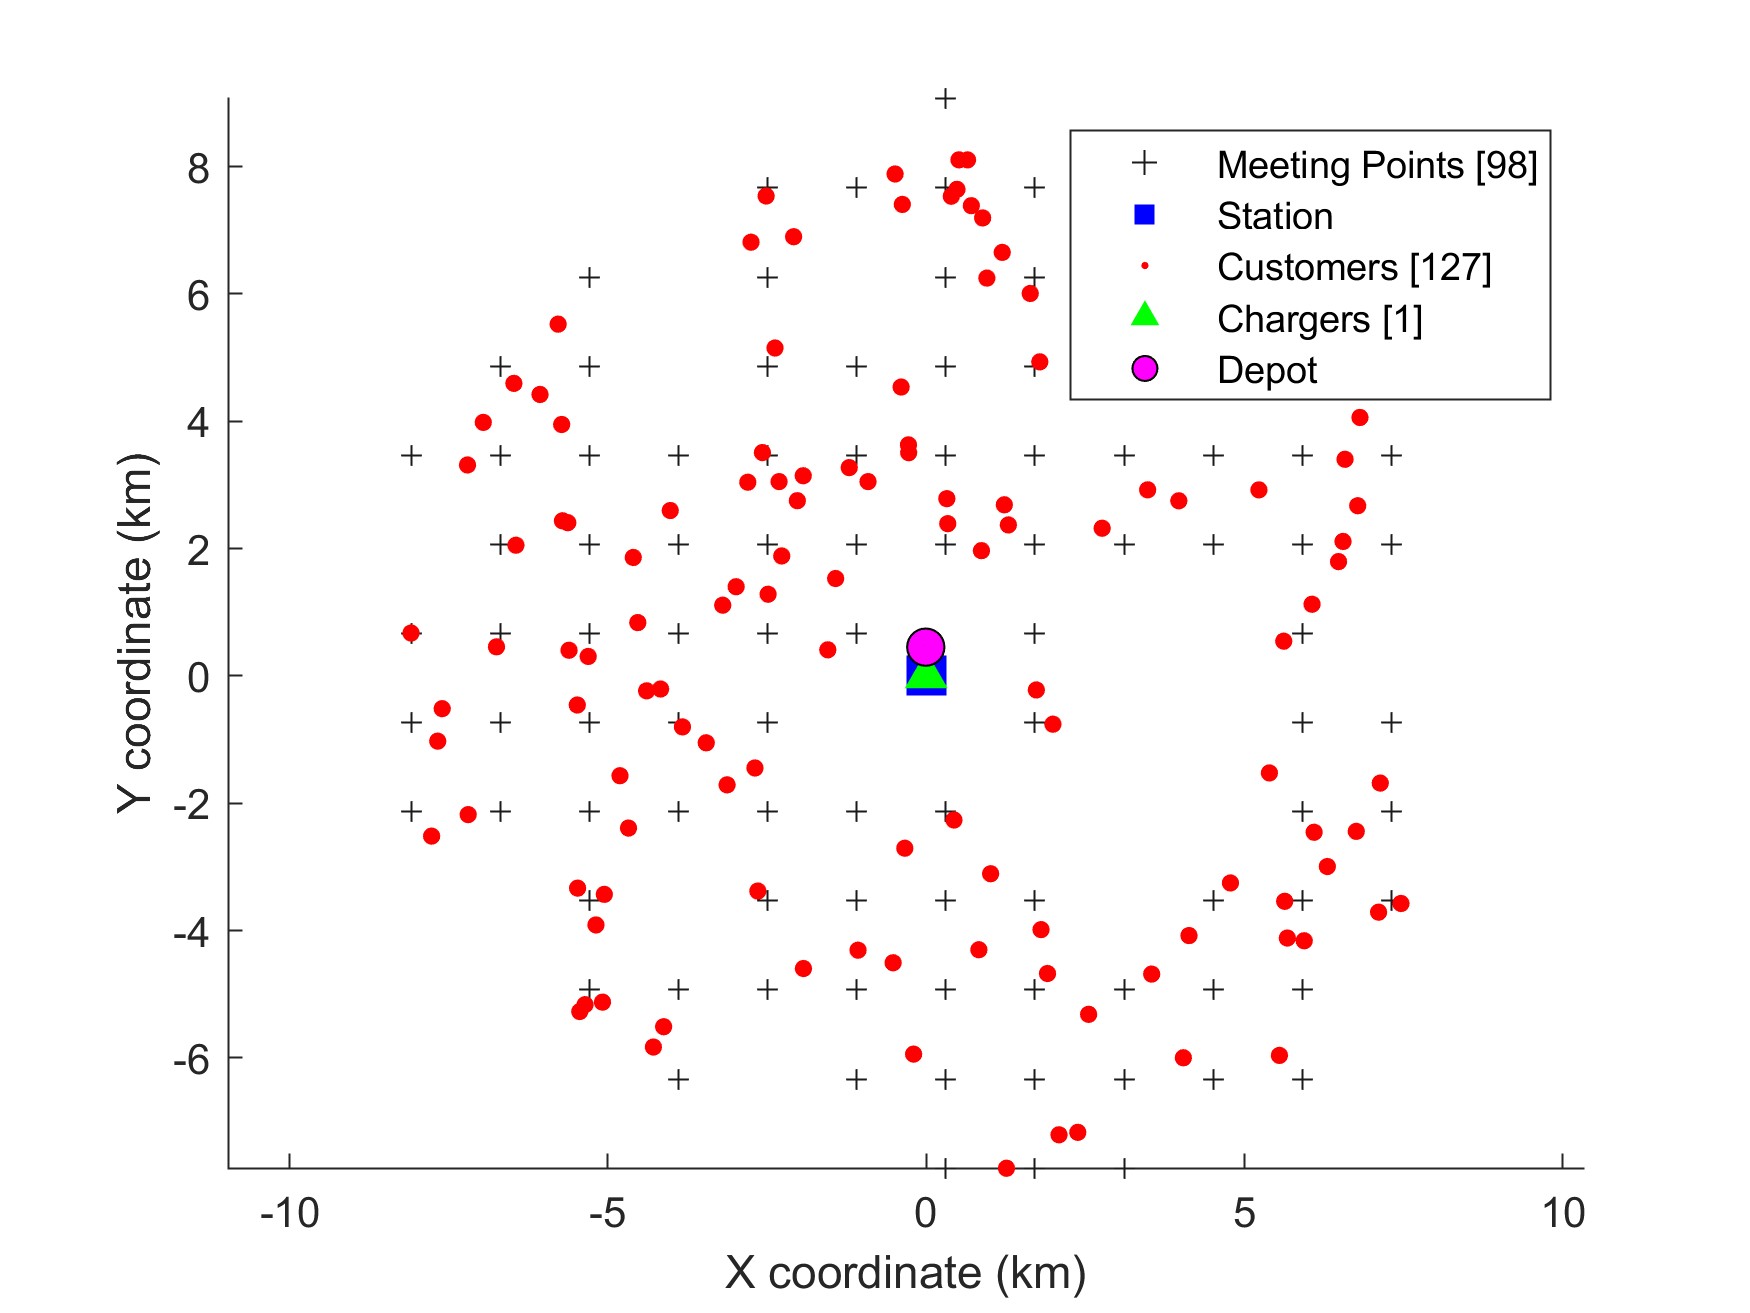 Meeting Points [98]
Station
Customers [127]
Chargers [1]
Depot
8
6
4
2
0
-2
-4
-6
Y coordinate (km)
-10 -5 0 5 10
X coordinate (km)